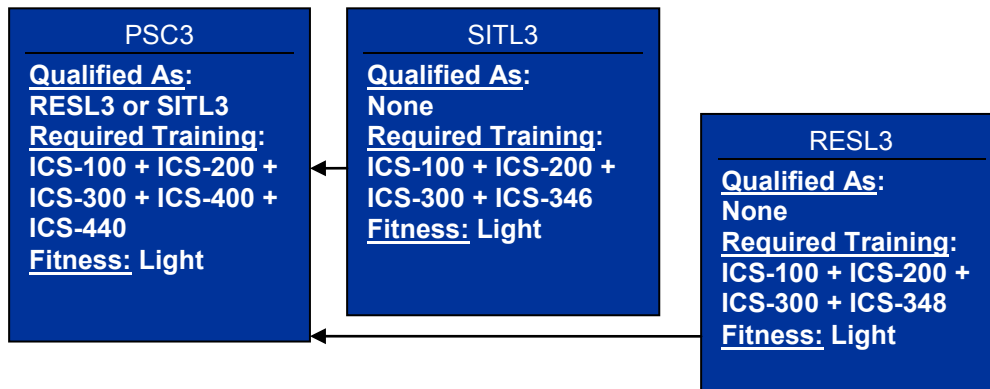 PSC3
Qualified As:
RESL3 or SITL3
Required Training:
ICS-100 + ICS-200 +
ICS-300 + ICS-400 +
ICS-440
Fitness: Light
SITL3
Qualified As:
None
Required Training:
ICS-100 + ICS-200 +
ICS-300 + ICS-346
Fitness: Light
RESL3
Qualified As:
None
Required Training:
ICS-100 + ICS-200 +
ICS-300 + ICS-348
Fitness: Light